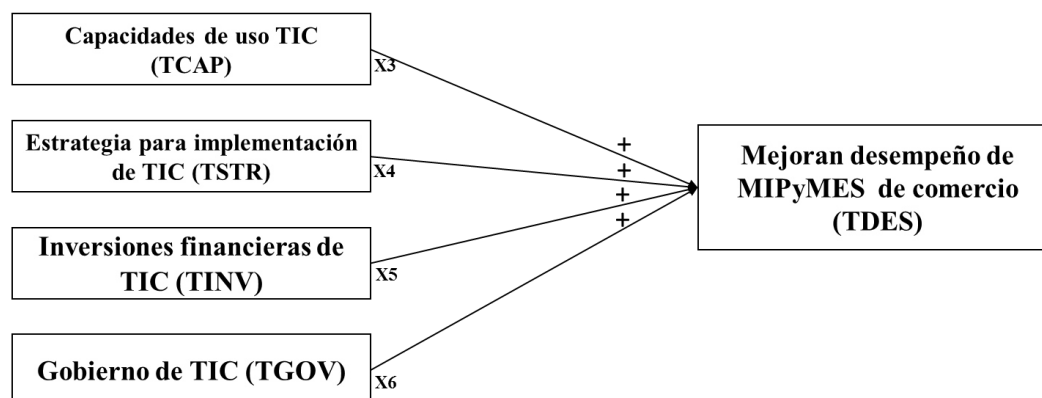 Capacidades de uso TIC
(TCAP)
X3
Estrategia para implementación
de TIC (TSTR)
X4
Inversiones financieras de
TIC (TINV)
X5
Gobierno de TIC (TGOV)
X6
+
+
+
+
Mejoran desempeño de
MIPyMES de comercio
(TDES)